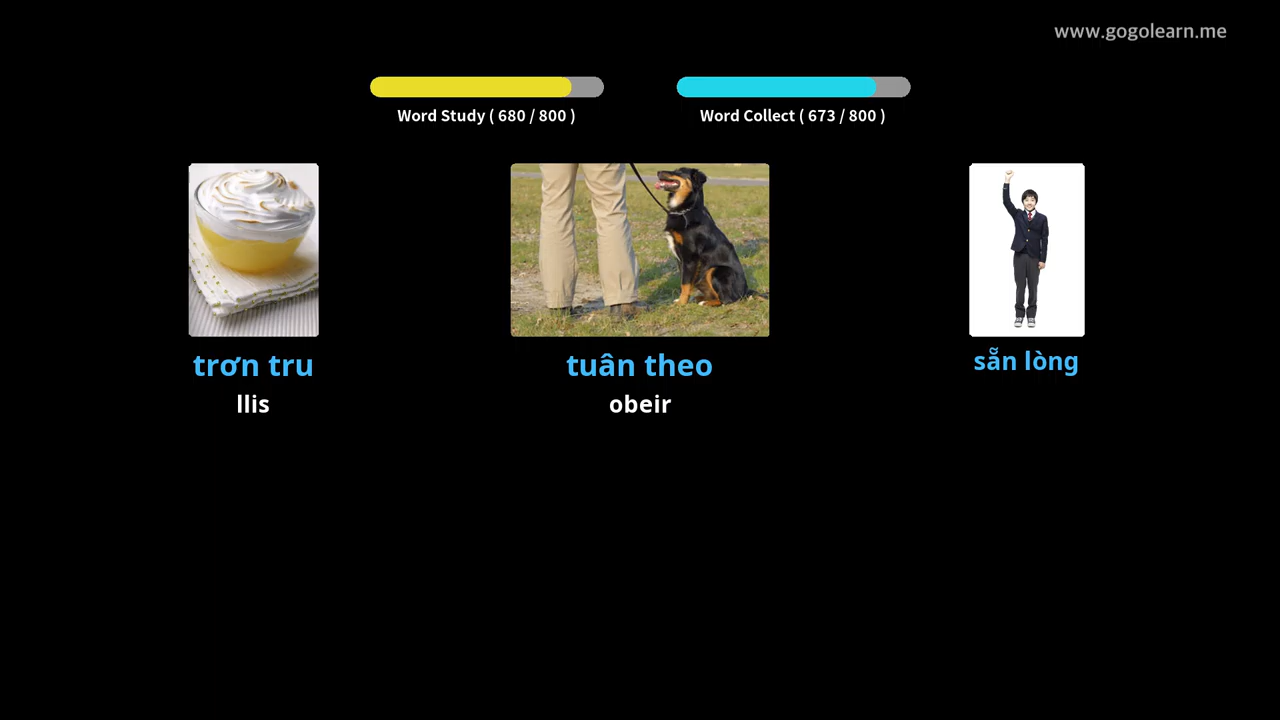 www.gogolearn.me
Word Study ( 680 / 800 )
Word Collect ( 673 / 800 )
trơn tru
tuân theo
sẵn lòng
llis
obeir